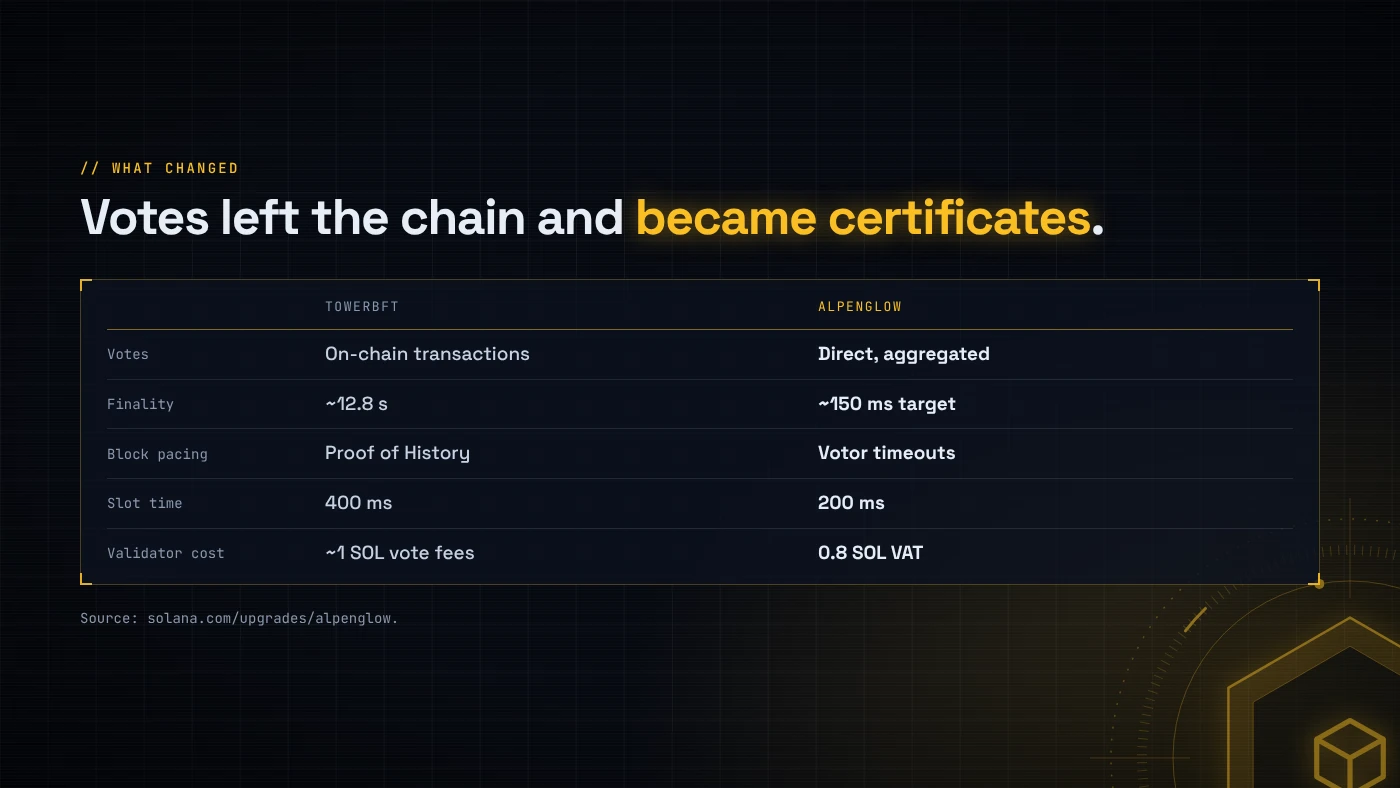 // WHAT CHANGED
Votes left the chain and became certificates.
TOWERBFT ALPENGLOW
Votes On-chain transactions Direct, aggregated
Finality ~12.8 s ~150 ms target
Block pacing Proof of History Votor timeouts
Slot time 400 ms 200 ms
Validator cost ~1 SOL vote fees 0.8 SOL VAT
Source: solana.com/upgrades/alpenglow.